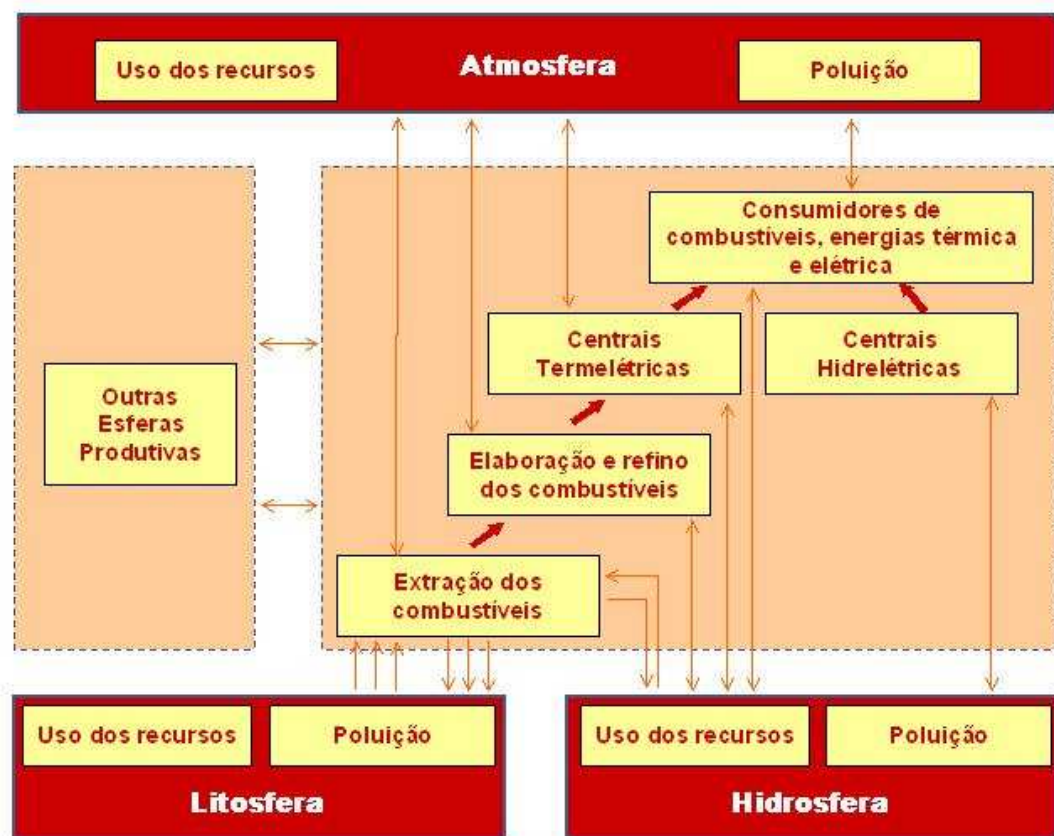 Uso dos recursos
Atmosfera
Poluição
Consumidores de
combustíveis, energias térmica
e elétrica
Centrais
Termelétricas
Centrais
Hidrelétricas
Outras
Esferas
Produtivas
Elaboração e refino
dos combustíveis
Extração dos
combustíveis
Uso dos recursos
Poluição
Litosfera
Uso dos recursos
Poluição
Hidrosfera